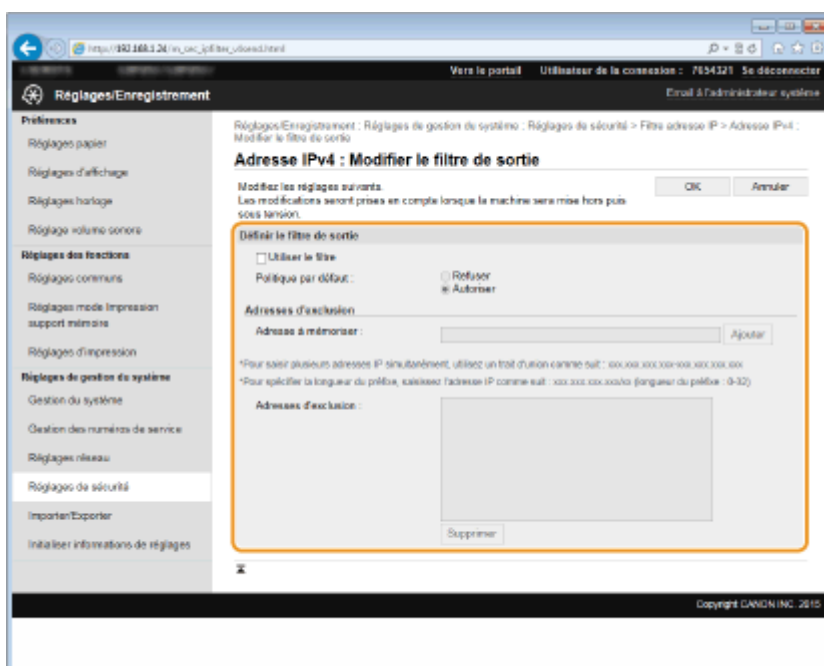 http://192.168.1.24/m_sec_ipfilter_v4send.html
Vers le portail Utilisateur de la connexion : 7654321 Se déconnecter
Réglages/Enregistrement
Email à l'administrateur système
Préférences
Réglages papier
Réglages d'affichage
Réglages horloge
Réglage volume sonore
Réglages des fonctions
Réglages communs
Réglages mode Impression
support mémoire
Réglages d'impression
Réglages de gestion du système
Gestion du système
Gestion des numéros de service
Réglages réseau
Réglages de sécurité
Importer/Exporter
Initialiser informations de réglages
Réglages/Enregistrement : Réglages de gestion du système : Réglages de sécurité > Filtre adresse IP > Adresse IPv4 :
Modifier le filtre de sortie
Adresse IPv4 : Modifier le filtre de sortie
Modifiez les réglages suivants.
Les modifications seront prises en compte lorsque la machine sera mise hors puis
sous tension.
OK Annuler
Définir le filtre de sortie
Utiliser le filtre
Politique par défaut :
Refuser
Autoriser
Adresses d'exclusion
Adresse à mémoriser :
Ajouter
*Pour saisir plusieurs adresses IP simultanément, utilisez un trait d'union comme suit : xxx.xxx.xxx.xxx-xxx.xxx.xxx.xxx
*Pour spécifier la longueur du préfixe, saisissez l'adresse IP comme suit : xxx.xxx.xxx.xxx/xx (longueur du préfixe : 0-32)
Adresses d'exclusion :
Supprimer
Copyright CANON INC. 2015